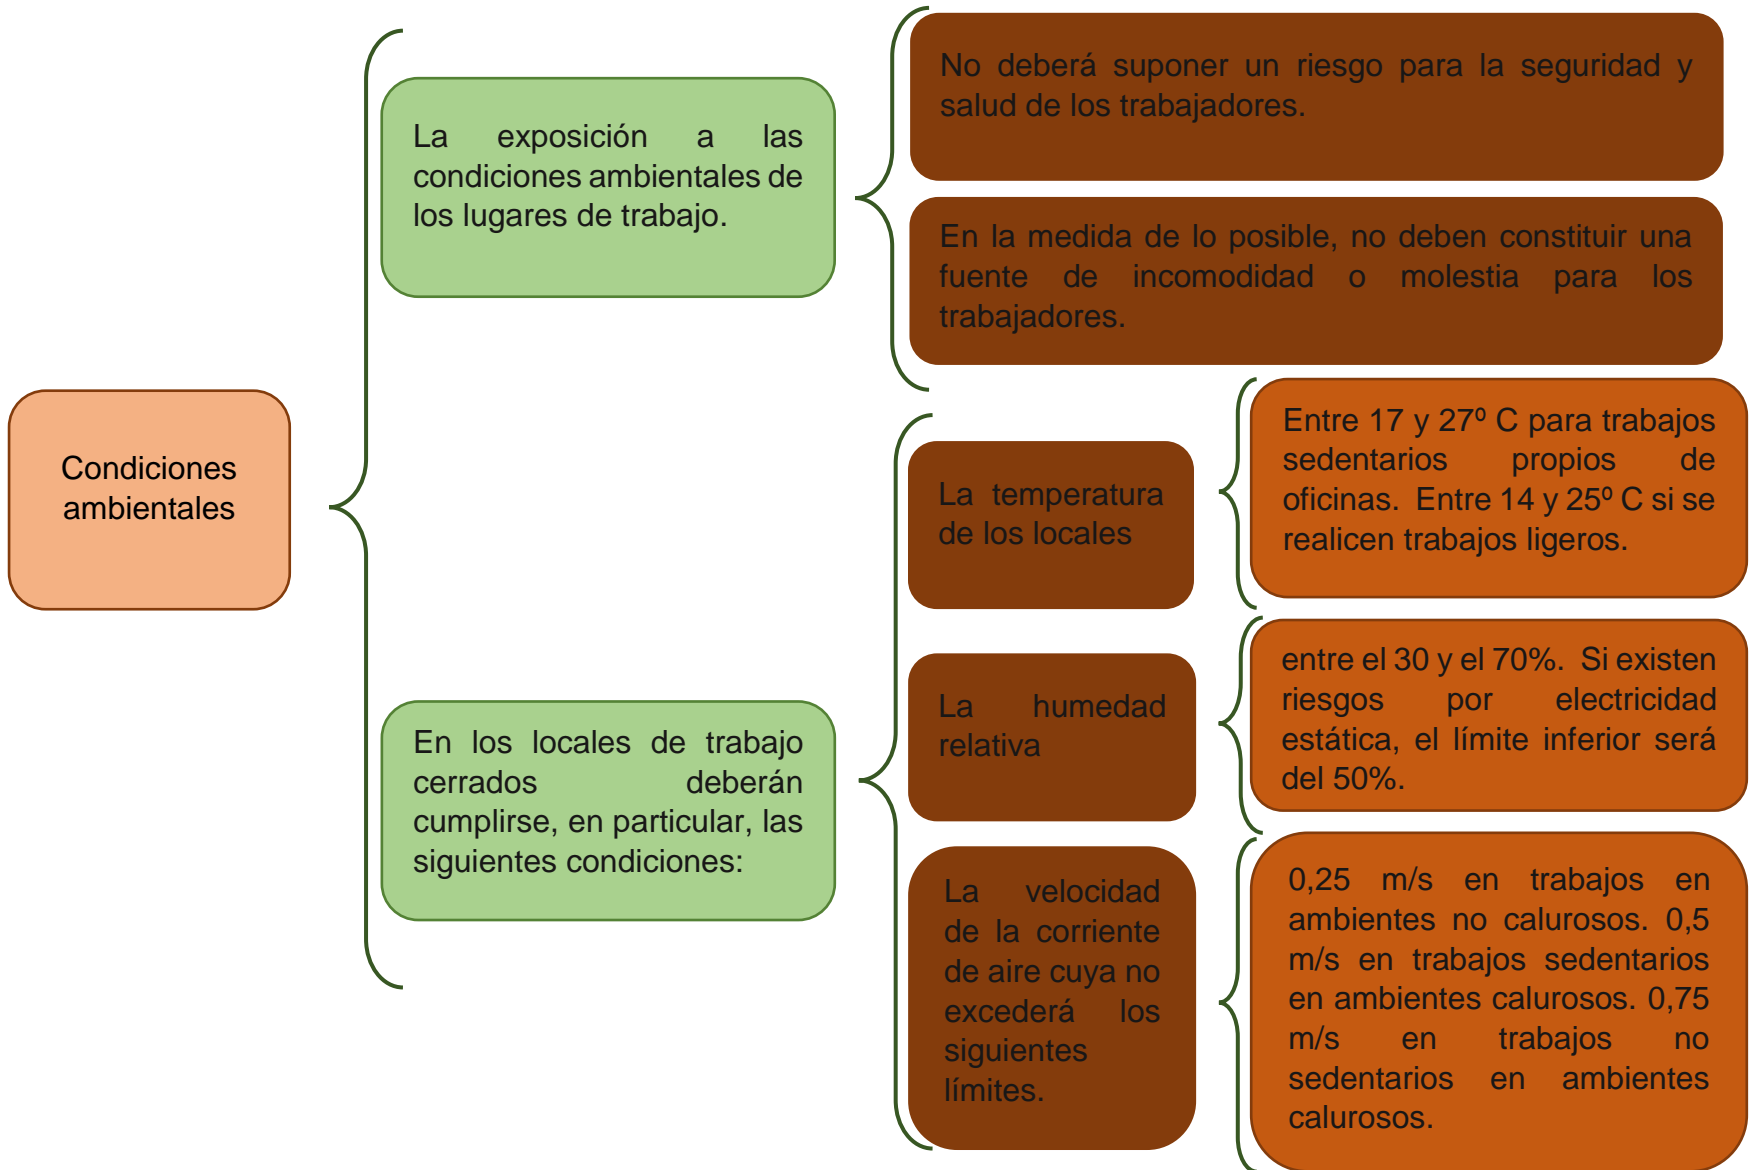 Condiciones
ambientales
La exposición a las
condiciones ambientales de
los lugares de trabajo.
No deberá suponer un riesgo para la seguridad y
salud de los trabajadores.
En la medida de lo posible, no deben constituir una
fuente de incomodidad o molestia para los
trabajadores.
En los locales de trabajo
cerrados deberán
cumplirse, en particular, las
siguientes condiciones:
La temperatura
de los locales
Entre 17 y 27º C para trabajos
sedentarios propios de
oficinas. Entre 14 y 25º C si se
realicen trabajos ligeros.
La humedad
relativa
entre el 30 y el 70%. Si existen
riesgos por electricidad
estática, el límite inferior será
del 50%.
La velocidad
de la corriente
de aire cuya no
excederá los
siguientes
límites.
0,25 m/s en trabajos en
ambientes no calurosos. 0,5
m/s en trabajos sedentarios
en ambientes calurosos. 0,75
m/s en trabajos no
sedentarios en ambientes
calurosos.